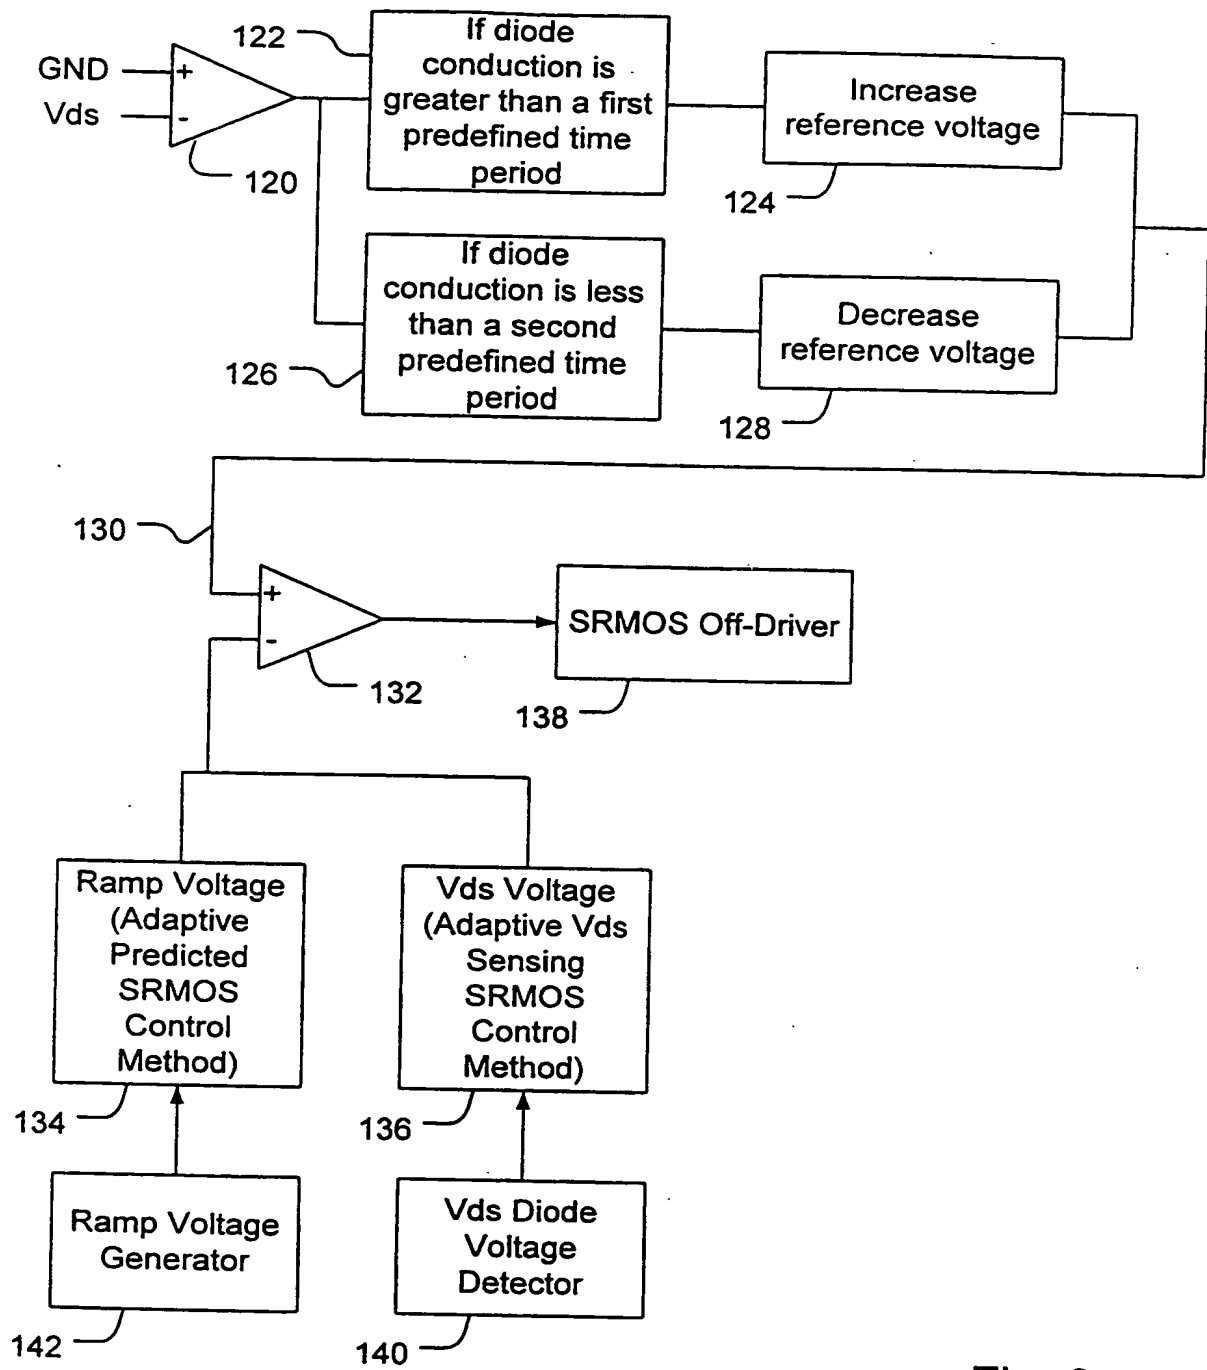 122
If diode
conduction is
greater than a first
predefined time
period
GND
+
Vds
-
120
Increase
reference voltage
124
If diode
conduction is less
than a second
predefined time
period
126
Decrease
reference voltage
128
130
+
-
132
SRMOS Off-Driver
138
Ramp Voltage
(Adaptive
Predicted
SRMOS
Control
Method)
134
Vds Voltage
(Adaptive Vds
Sensing
SRMOS
Control
Method)
136
Ramp Voltage
Generator
142
Vds Diode
Voltage
Detector
140